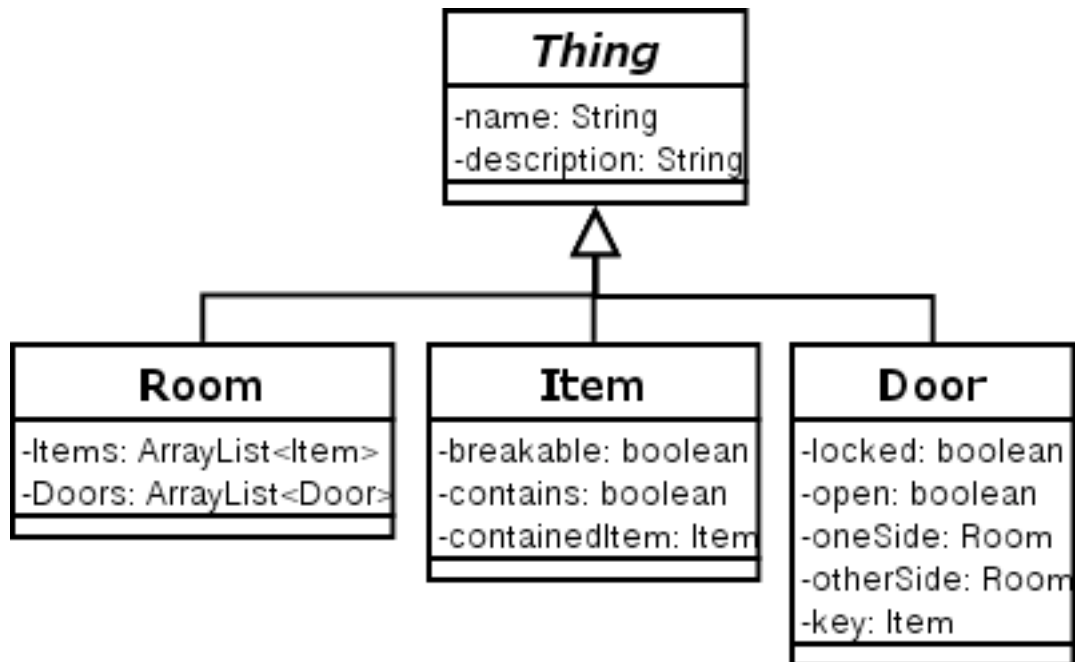 Thing
-name: String
-description: String
Room
-Items: ArrayList<Item>
-Doors: ArrayList<Door>
Item
-breakable: boolean
-contains: boolean
-containedItem: Item
Door
-locked: boolean
-open: boolean
-oneSide: Room
-otherSide: Room
-key: Item